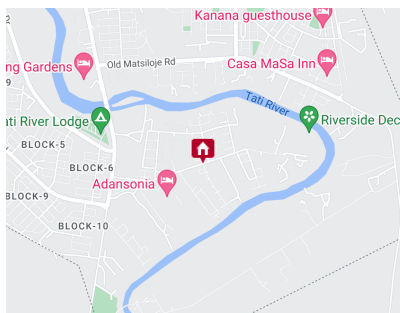 Kanana guesthouse
ng Gardens
Old Matsiloje Rd
Casa MaSa Inn
Tati River
ati River Lodge
Riverside Dec
BLOCK-5
BLOCK-6
Adansonia
BLOCK-9
BLOCK-10